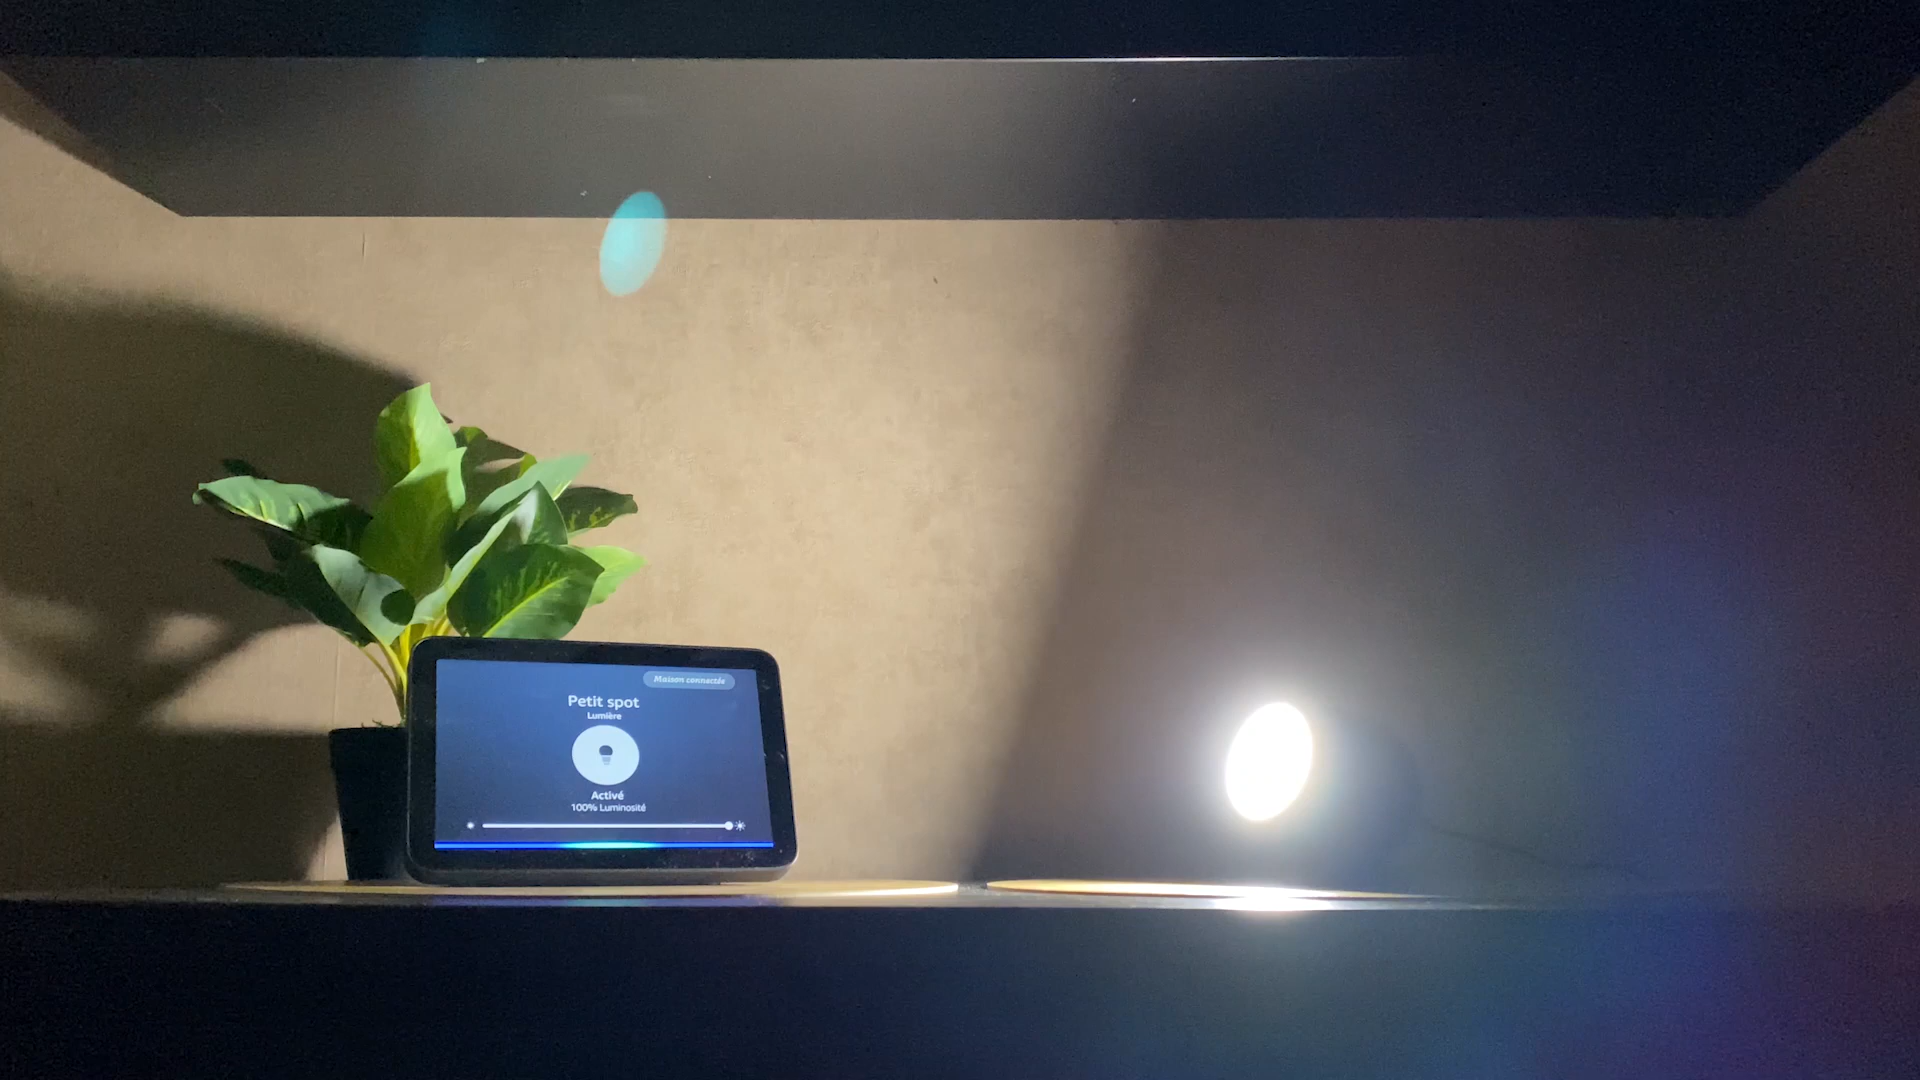 Maison connectée
Petit spot
Lumière
Activé
100% Luminosité